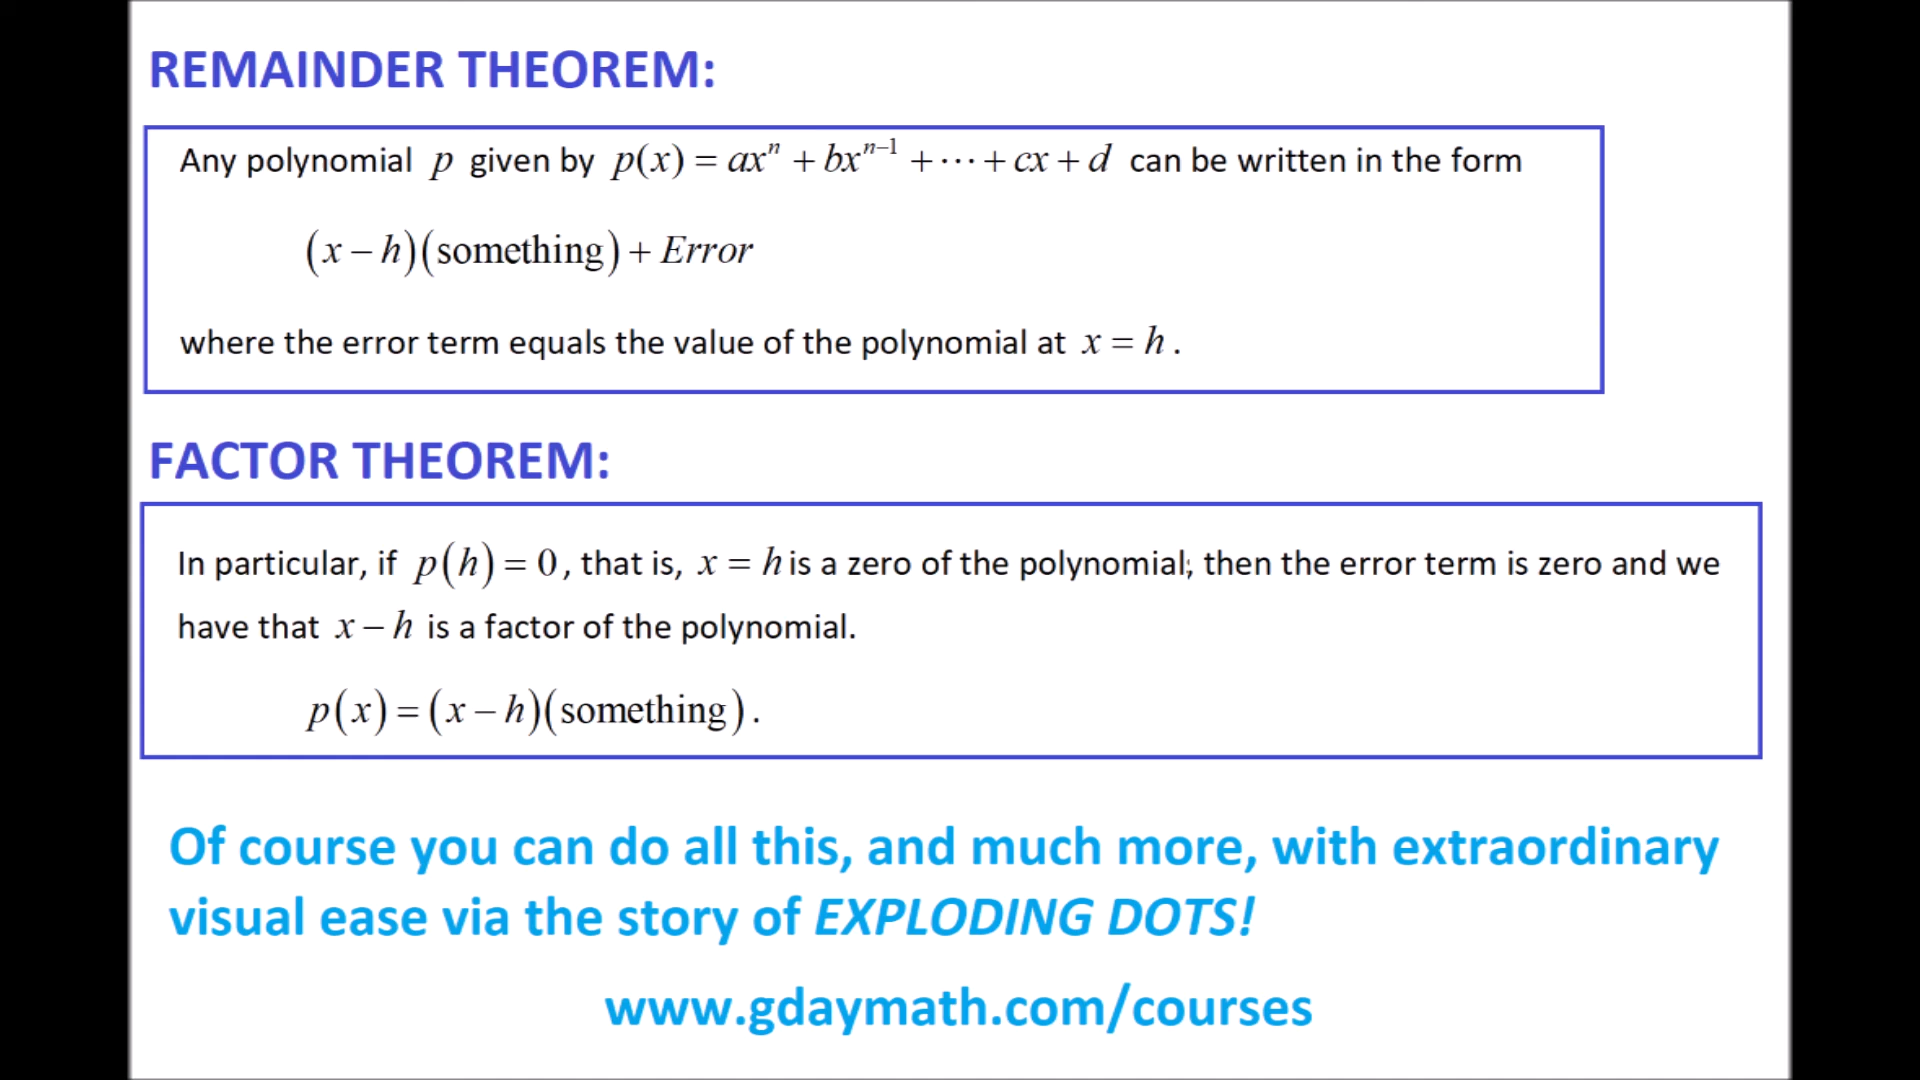 REMAINDER THEOREM:
Any polynomial p given by p(x) = axⁿ + bxⁿ⁻¹ + ⋯ + cx + d can be written in the form
(x − h)(something) + Error
where the error term equals the value of the polynomial at x = h.
FACTOR THEOREM:
In particular, if p(h) = 0, that is, x = h is a zero of the polynomial; then the error term is zero and we
have that x − h is a factor of the polynomial.
p(x) = (x − h)(something).
Of course you can do all this, and much more, with extraordinary
visual ease via the story of EXPLODING DOTS!
www.gdaymath.com/courses